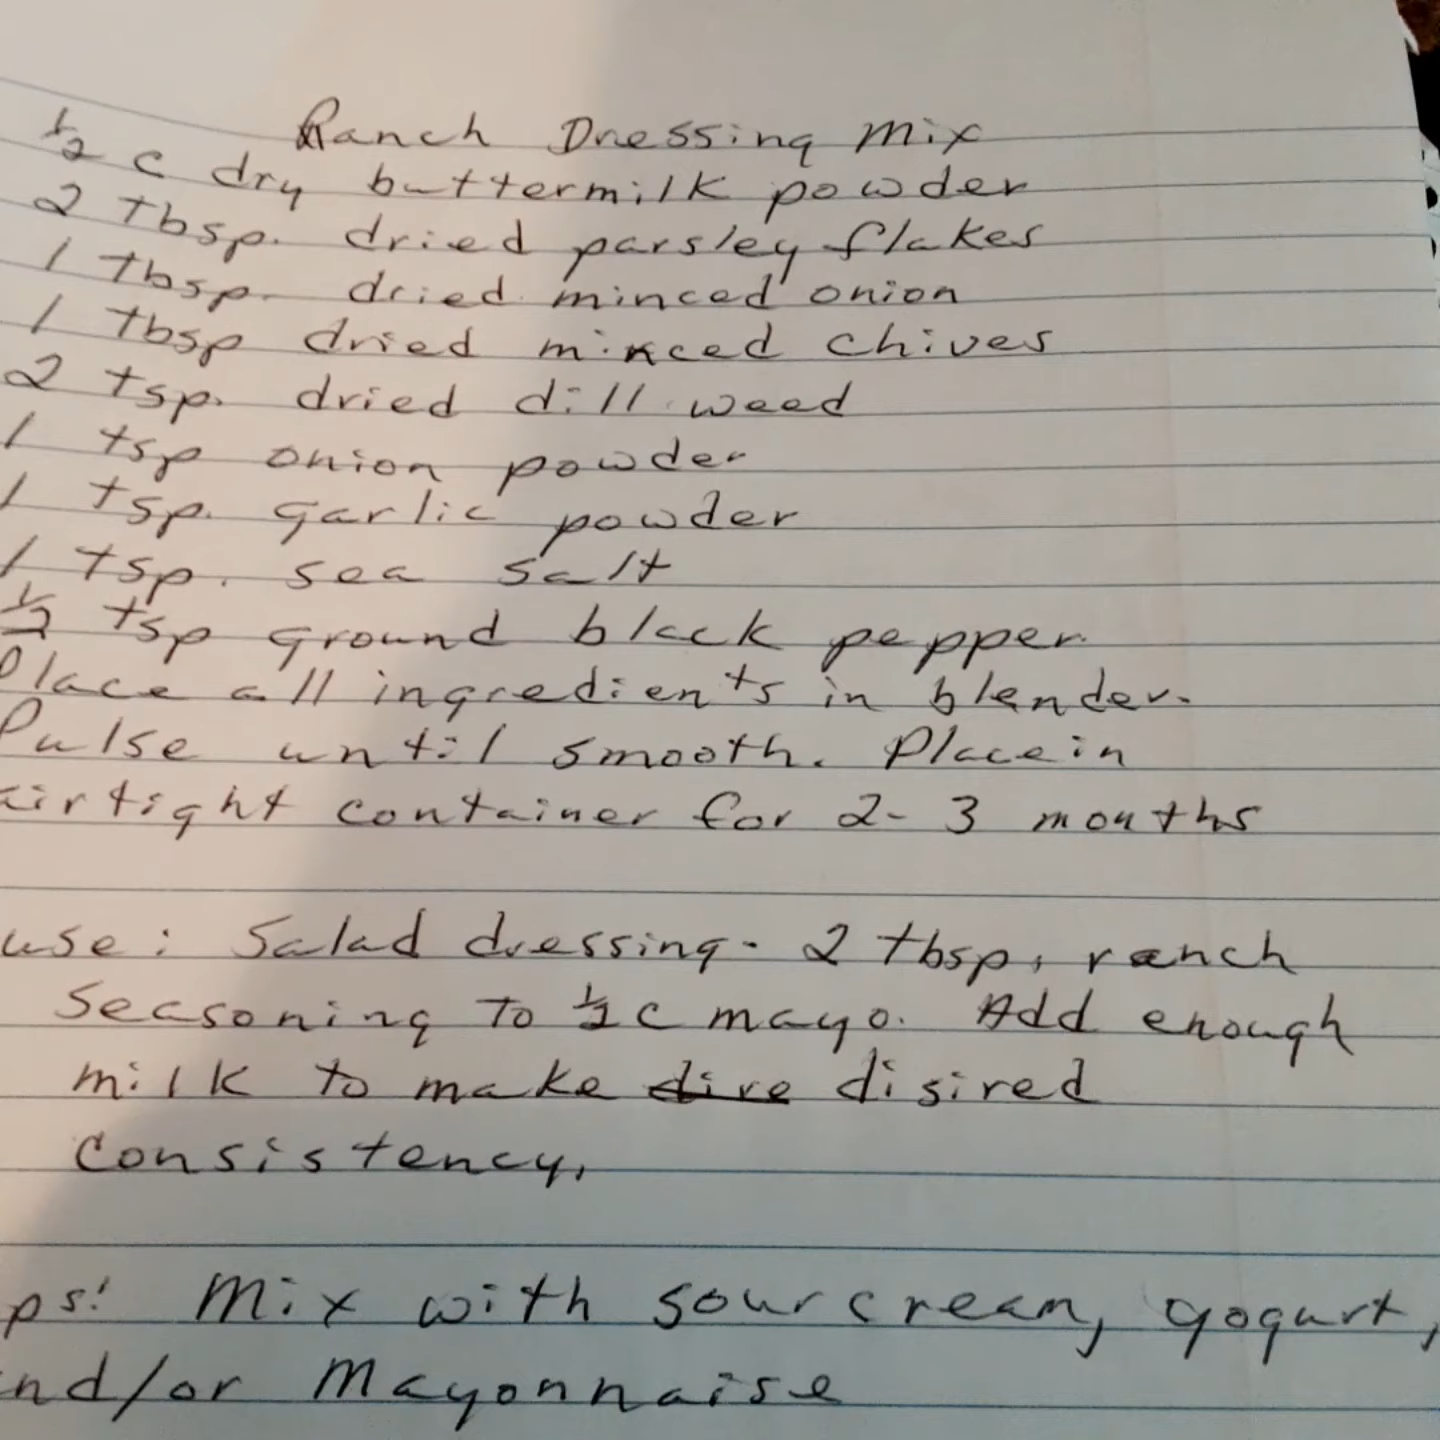 Ranch Dressing Mix
1/2 c dry buttermilk powder
2 Tbsp. dried parsley flakes
1 Tbsp. dried minced onion
1 Tbsp dried minced chives
2 tsp. dried dill weed
1 tsp onion powder
1 tsp. garlic powder
1 tsp. sea salt
1/2 tsp ground black pepper.
Place all ingredients in blender.
Pulse until smooth. Place in
airtight container for 2-3 months
use: Salad dressing - 2 Tbsp. ranch
Seasoning To 1/2 c mayo. Add enough
milk to make dire disired
consistency.
ps: Mix with sour cream, yogurt,
nd/or Mayonnaise